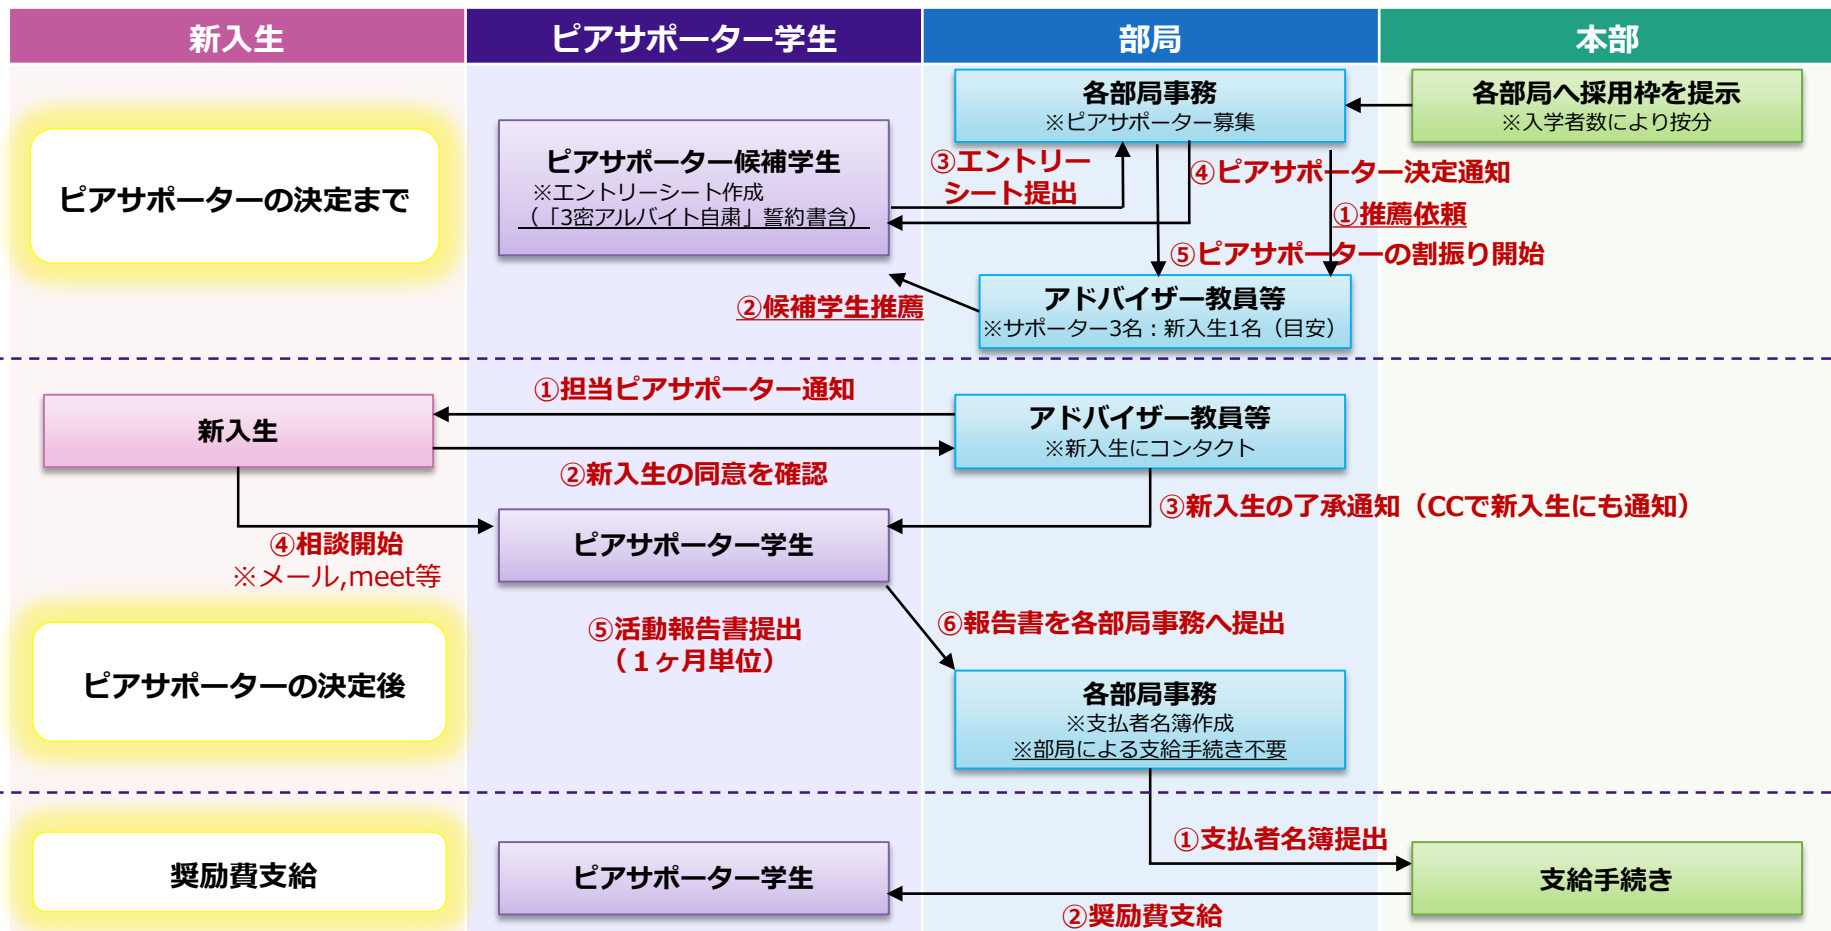 新入生
ピアサポーター学生
部局
本部
ピアサポーターの決定まで
ピアサポーター候補学生
※エントリーシート作成
（「3密アルバイト自粛」誓約書含）
各部局事務
※ピアサポーター募集
各部局へ採用枠を提示
※入学者数により按分
③エントリー
シート提出
④ピアサポーター決定通知
①推薦依頼
⑤ピアサポーターの割振り開始
②候補学生推薦
アドバイザー教員等
※サポーター3名：新入生1名（目安）
①担当ピアサポーター通知
新入生
アドバイザー教員等
※新入生にコンタクト
②新入生の同意を確認
③新入生の了承通知（CCで新入生にも通知）
④相談開始
※メール,meet等
ピアサポーター学生
⑤活動報告書提出
（１ヶ月単位）
⑥報告書を各部局事務へ提出
ピアサポーターの決定後
各部局事務
※支払者名簿作成
※部局による支給手続き不要
①支払者名簿提出
奨励費支給
ピアサポーター学生
支給手続き
②奨励費支給